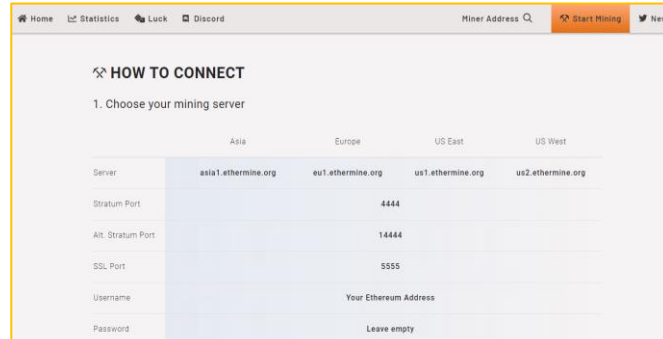 Home Statistics Luck Discord Miner Address Start Mining
HOW TO CONNECT
1. Choose your mining server
Asia Europe US East US West
Server asia1.ethermine.org eu1.ethermine.org us1.ethermine.org us2.ethermine.org
Stratum Port 4444
Alt. Stratum Port 14444
SSL Port 5555
Username Your Ethereum Address
Password Leave empty